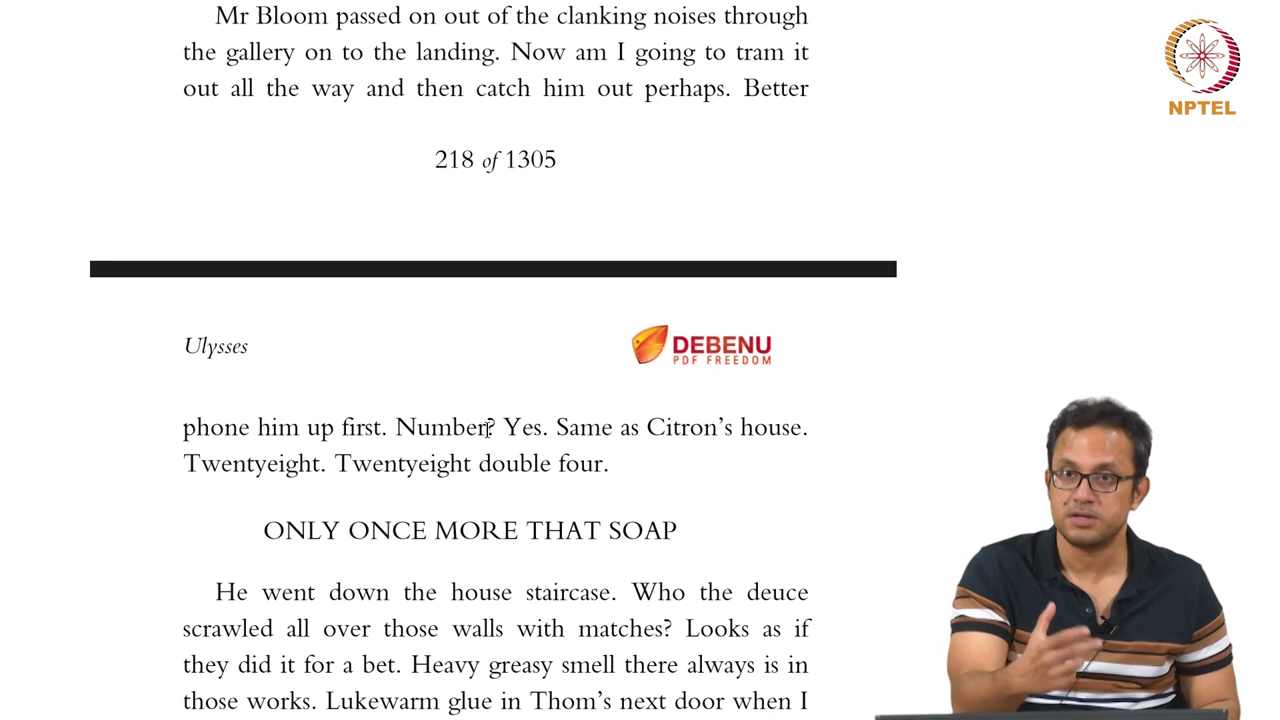 Mr Bloom passed on out of the clanking noises through
the gallery on to the landing. Now am I going to tram it
out all the way and then catch him out perhaps. Better
218 of 1305
NPTEL
Ulysses
DEBENU
PDF FREEDOM
phone him up first. Number? Yes. Same as Citron's house.
Twentyeight. Twentyeight double four.
ONLY ONCE MORE THAT SOAP
He went down the house staircase. Who the deuce
scrawled all over those walls with matches? Looks as if
they did it for a bet. Heavy greasy smell there always is in
those works. Lukewarm glue in Thom's next door when I